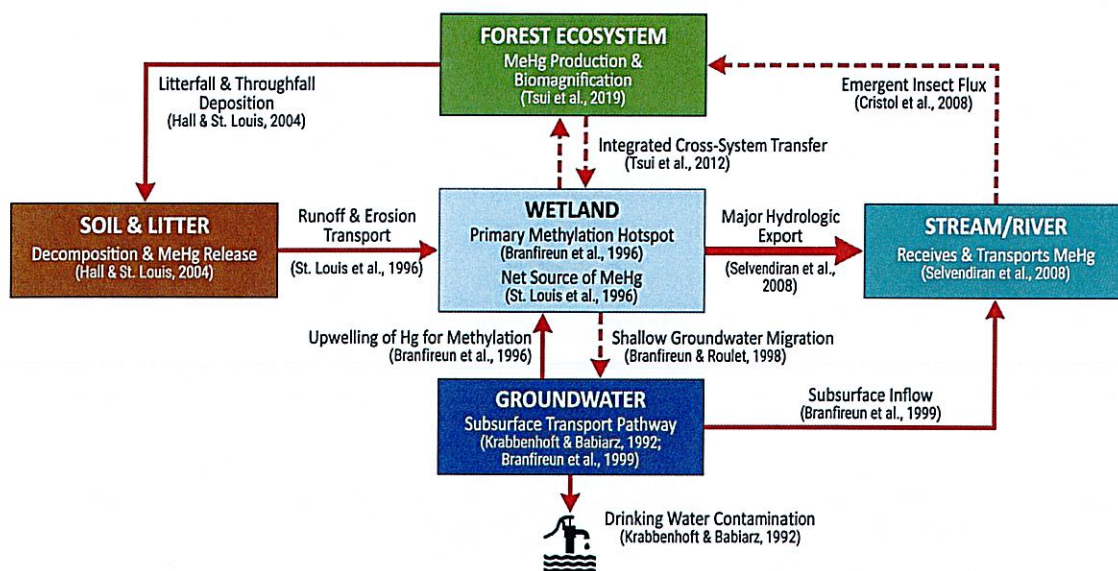 FOREST ECOSYSTEM
MeHg Production &
Biomagnification
(Tsui et al., 2019)
Litterfall & Throughfall
Deposition
(Hall & St. Louis, 2004)
Emergent Insect Flux
(Cristol et al., 2008)
Integrated Cross-System Transfer
(Tsui et al., 2012)
SOIL & LITTER
Decomposition & MeHg Release
(Hall & St. Louis, 2004)
Runoff & Erosion
Transport
(St. Louis et al., 1996)
WETLAND
Primary Methylation Hotspot
(Branfireun et al., 1996)
Net Source of MeHg
(St. Louis et al., 1996)
Major Hydrologic
Export
(Selvendiran et al.,
2008)
STREAM/RIVER
Receives & Transports MeHg
(Selvendiran et al., 2008)
Upwelling of Hg for Methylation
(Branfireun et al., 1996)
Shallow Groundwater Migration
(Branfireun & Roulet, 1998)
GROUNDWATER
Subsurface Transport Pathway
(Krabbenhoft & Babiarz, 1992;
Branfireun et al., 1999)
Subsurface Inflow
(Branfireun et al., 1999)
Drinking Water Contamination
(Krabbenhoft & Babiarz, 1992)